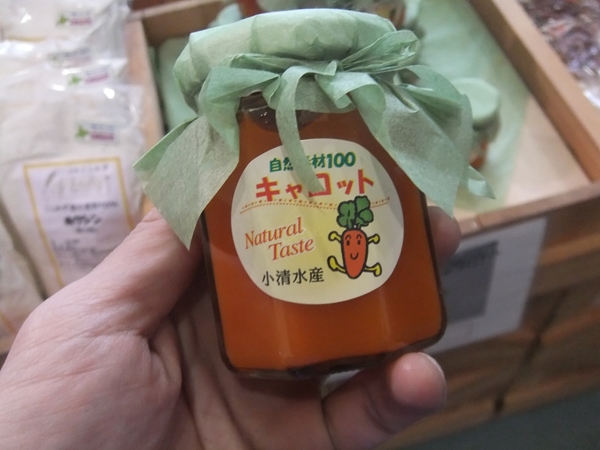 自然素材100
キャロット
Natural
Taste
小清水産